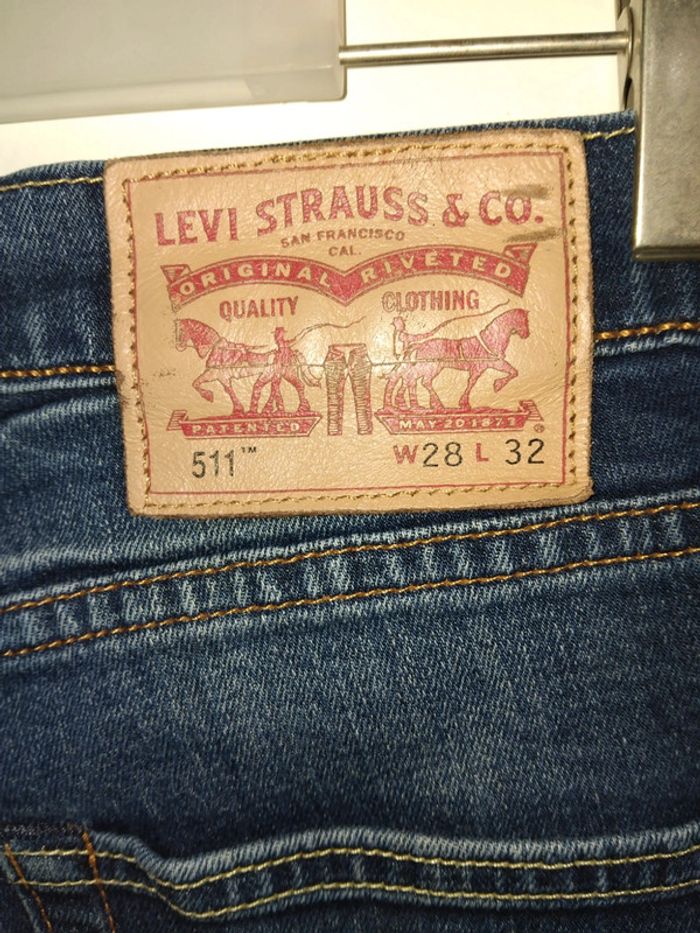 LEVI STRAUSS & CO.
SAN FRANCISCO
CAL.
ORIGINAL RIVETED
QUALITY CLOTHING
PATENTED MAY 20 1873
®
511™ W28 L 32